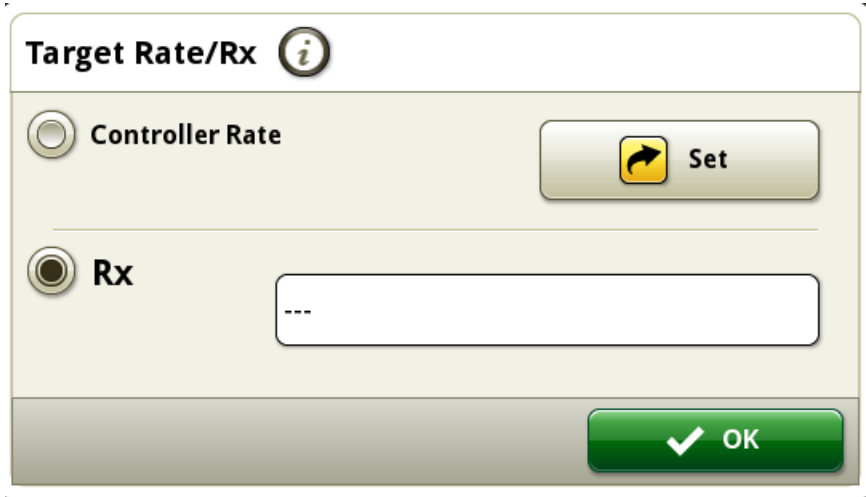 Target Rate/Rx i
Controller Rate
Set
Rx
---
OK